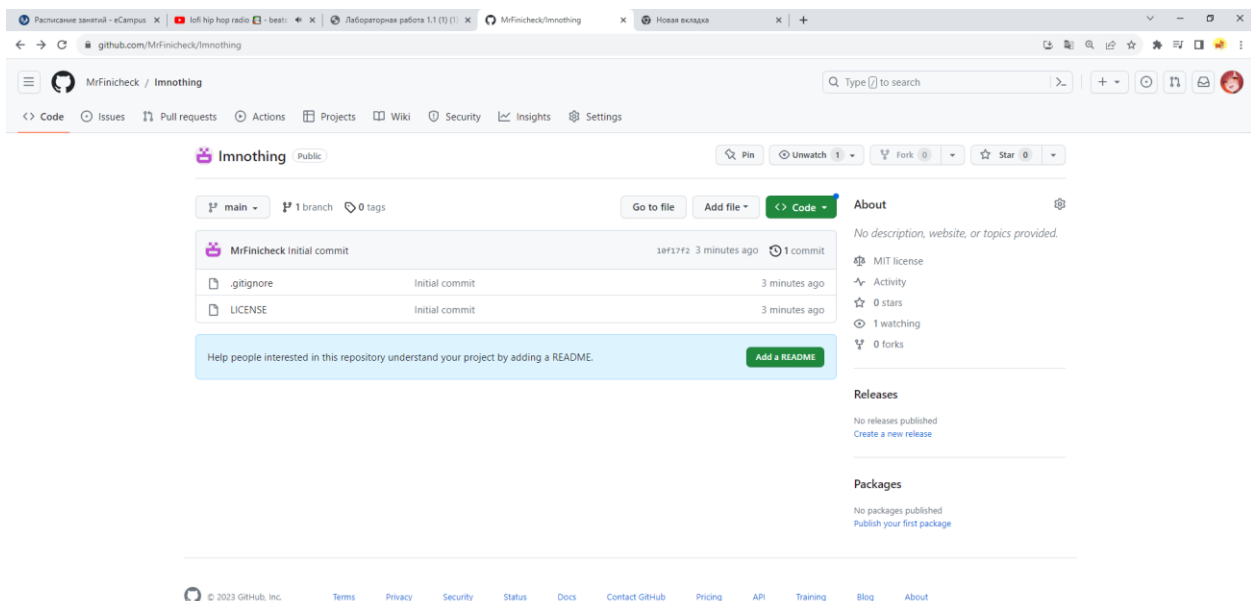 Расписание занятий - eCampus lofi hip hop radio - beats Лабораторная работа 1.1 (1) (1) MrFinicheck/Imnothing Новая вкладка
github.com/MrFinicheck/Imnothing
MrFinicheck / Imnothing Type / to search
Code Issues Pull requests Actions Projects Wiki Security Insights Settings
Imnothing Public Pin Unwatch 1 Fork 0 Star 0
main 1 branch 0 tags Go to file Add file Code About
No description, website, or topics provided.
MrFinicheck Initial commit 10f17f2 3 minutes ago 1 commit
MIT license
.gitignore Initial commit 3 minutes ago Activity
LICENSE Initial commit 3 minutes ago 0 stars
1 watching
0 forks
Help people interested in this repository understand your project by adding a README. Add a README
Releases
No releases published
Create a new release
Packages
No packages published
Publish your first package
© 2023 GitHub, Inc. Terms Privacy Security Status Docs Contact GitHub Pricing API Training Blog About